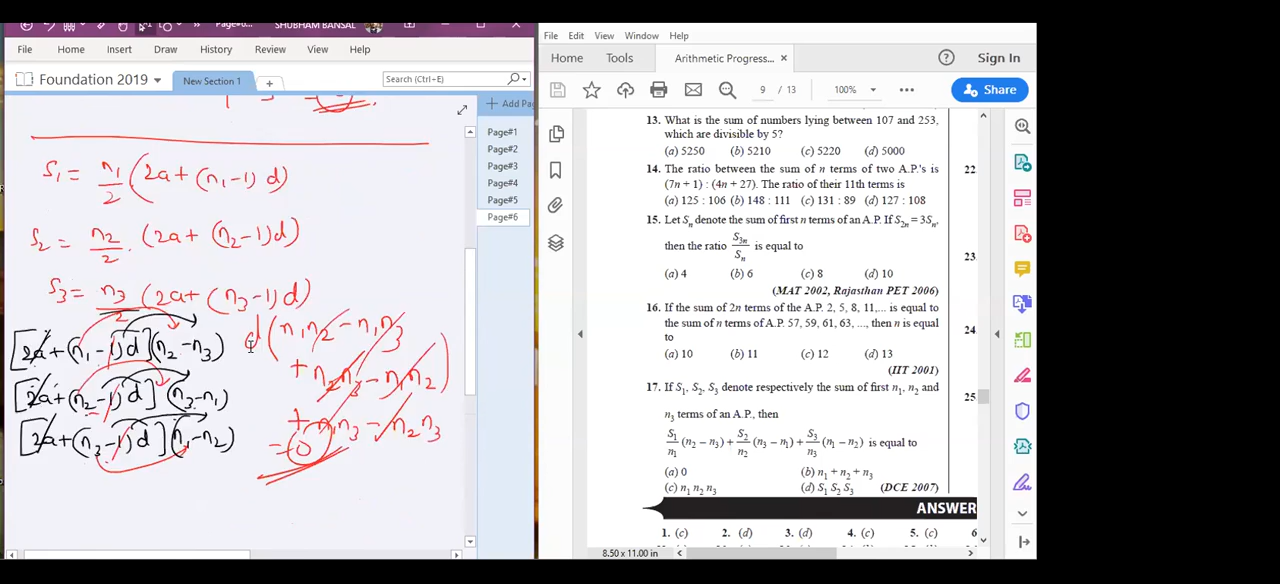 SHUBHAM BANSAL
File Home Insert Draw History Review View Help
Foundation 2019 New Section 1 +
Search (Ctrl+E)
Add Pa
Page#1
Page#2
Page#3
Page#4
Page#5
Page#6
S₁ = n₁/2 (2a + (n₁-1) d)
S₂ = n₂/2 . (2a + (n₂-1)d)
S₃ = n₃/2 (2a + (n₃-1)d)
[2a + (n₁-1)d](n₂-n₃)
[2a + (n₂-1)d](n₃-n₁)
[2a + (n₃-1)d](n₁-n₂)
d(n₁n₂ - n₁n₃
+ n₂n₃ - n₁n₂)
+ n₁n₃ - n₂n₃
= 0
File Edit View Window Help
Home Tools Arithmetic Progress... × Sign In
9 / 13 100% Share
13. What is the sum of numbers lying between 107 and 253,
which are divisible by 5?
(a) 5250 (b) 5210 (c) 5220 (d) 5000
14. The ratio between the sum of n terms of two A.P.'s is
(7n + 1) : (4n + 27). The ratio of their 11th terms is
(a) 125 : 106 (b) 148 : 111 (c) 131 : 89 (d) 127 : 108
15. Let Sₙ denote the sum of first n terms of an A.P. If S₂ₙ = 3Sₙ,
then the ratio S₃ₙ/Sₙ is equal to
(a) 4 (b) 6 (c) 8 (d) 10
(MAT 2002, Rajasthan PET 2006)
16. If the sum of 2n terms of the A.P. 2, 5, 8, 11,... is equal to
the sum of n terms of A.P. 57, 59, 61, 63, ..., then n is equal
to
(a) 10 (b) 11 (c) 12 (d) 13
(IIT 2001)
17. If S₁, S₂, S₃ denote respectively the sum of first n₁, n₂ and
n₃ terms of an A.P., then
S₁/n₁ (n₂ – n₃) + S₂/n₂ (n₃ – n₁) + S₃/n₃ (n₁ – n₂) is equal to
(a) 0 (b) n₁ + n₂ + n₃
(c) n₁ n₂ n₃ (d) S₁ S₂ S₃ (DCE 2007)
ANSWER
1. (c) 2. (d) 3. (d) 4. (c) 5. (c) 6
22
23
24
25
8.50 x 11.00 in